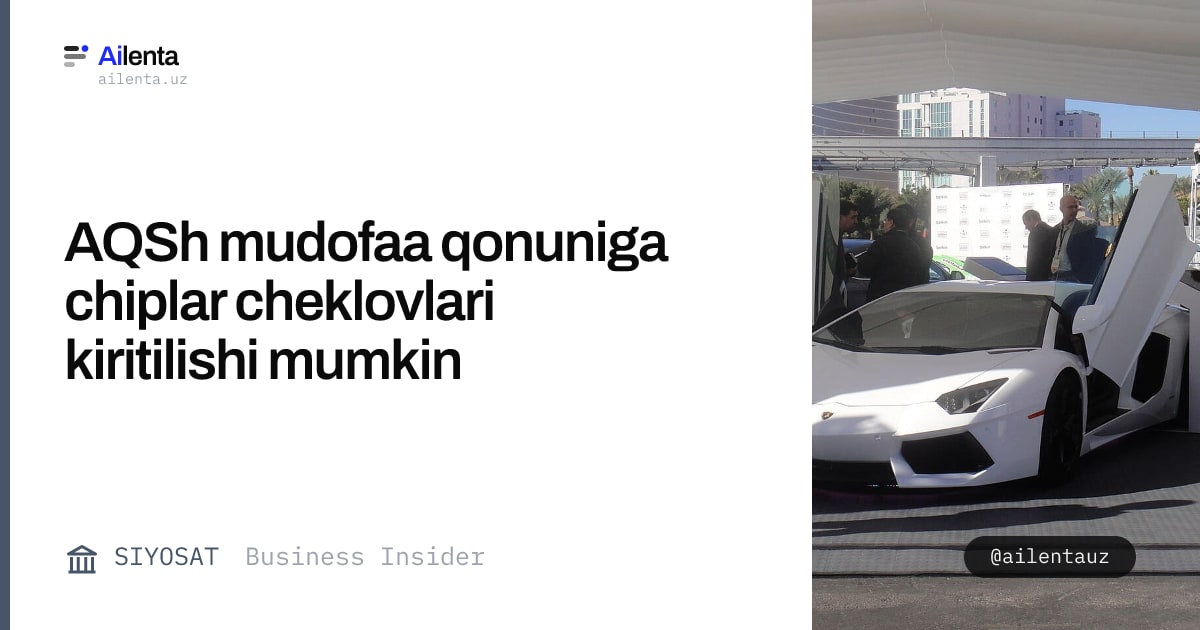 Ailenta
ailenta.uz
AQSh mudofaa qonuniga
chiplar cheklovlari
kiritilishi mumkin
SIYOSAT Business Insider
@ailentauz